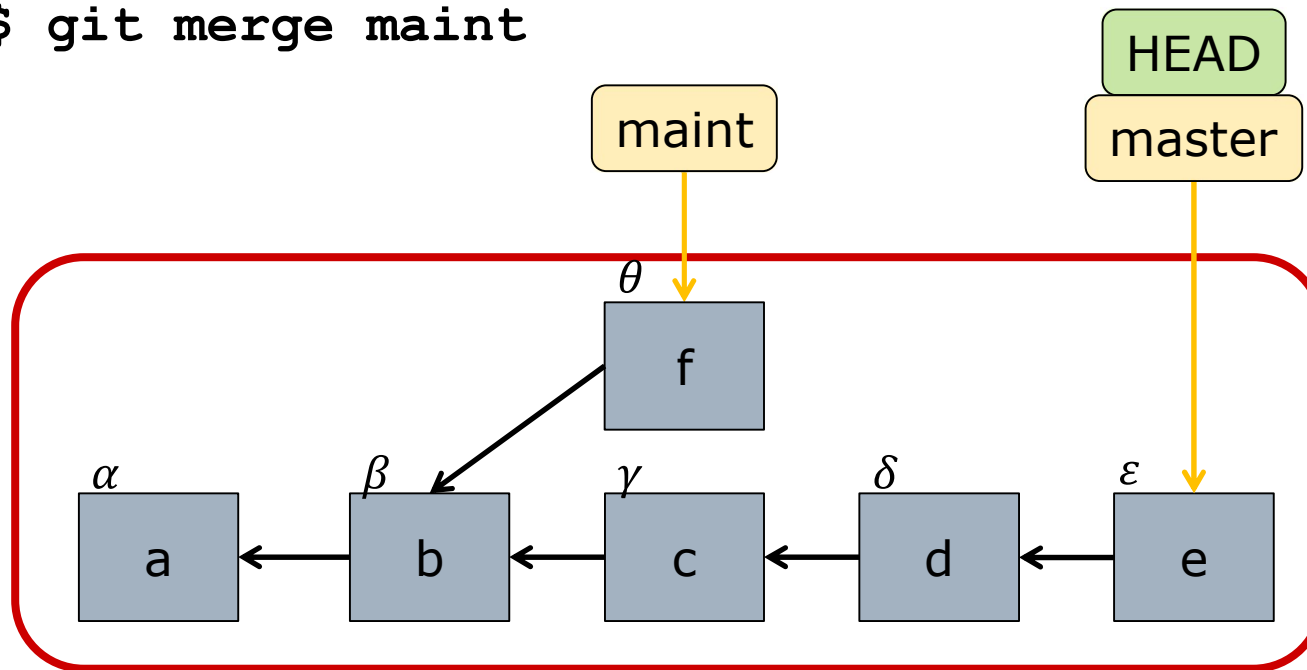 $ git merge maint
HEAD
maint
master
θ
f
α
β
γ
δ
ε
a
b
c
d
e